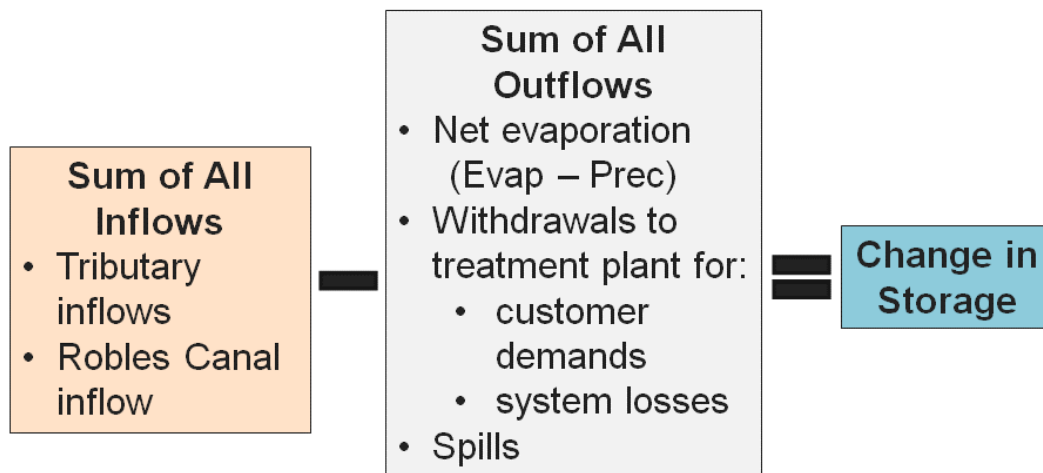 Sum of All
Inflows
• Tributary
inflows
• Robles Canal
inflow
Sum of All
Outflows
• Net evaporation
(Evap – Prec)
• Withdrawals to
treatment plant for:
• customer
demands
• system losses
• Spills
Change in
Storage